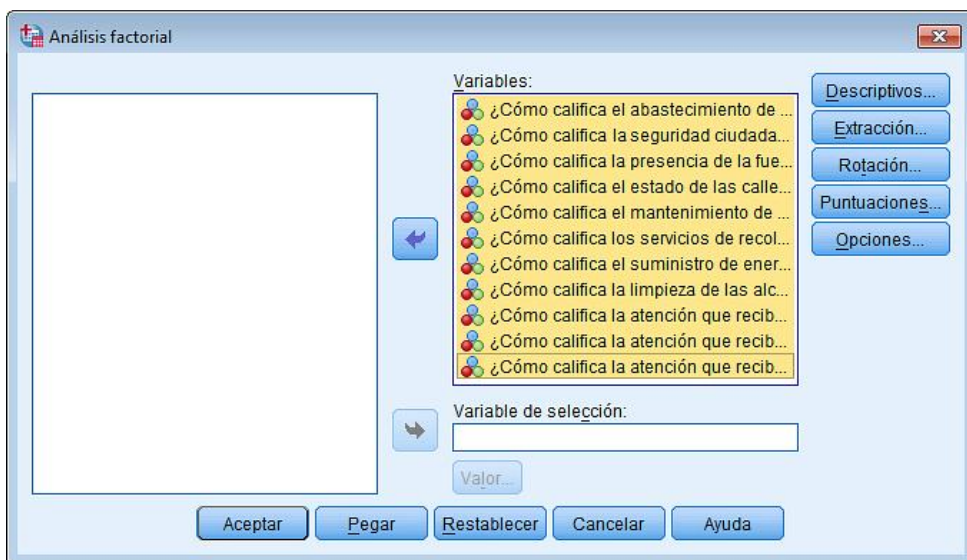 Análisis factorial
Variables:
¿Cómo califica el abastecimiento de ...
¿Cómo califica la seguridad ciudada...
¿Cómo califica la presencia de la fue...
¿Cómo califica el estado de las calle...
¿Cómo califica el mantenimiento de ...
¿Cómo califica los servicios de recol...
¿Cómo califica el suministro de ener...
¿Cómo califica la limpieza de las alc...
¿Cómo califica la atención que recib...
¿Cómo califica la atención que recib...
¿Cómo califica la atención que recib...
Descriptivos...
Extracción...
Rotación...
Puntuaciones...
Opciones...
Variable de selección:
Valor...
Aceptar
Pegar
Restablecer
Cancelar
Ayuda